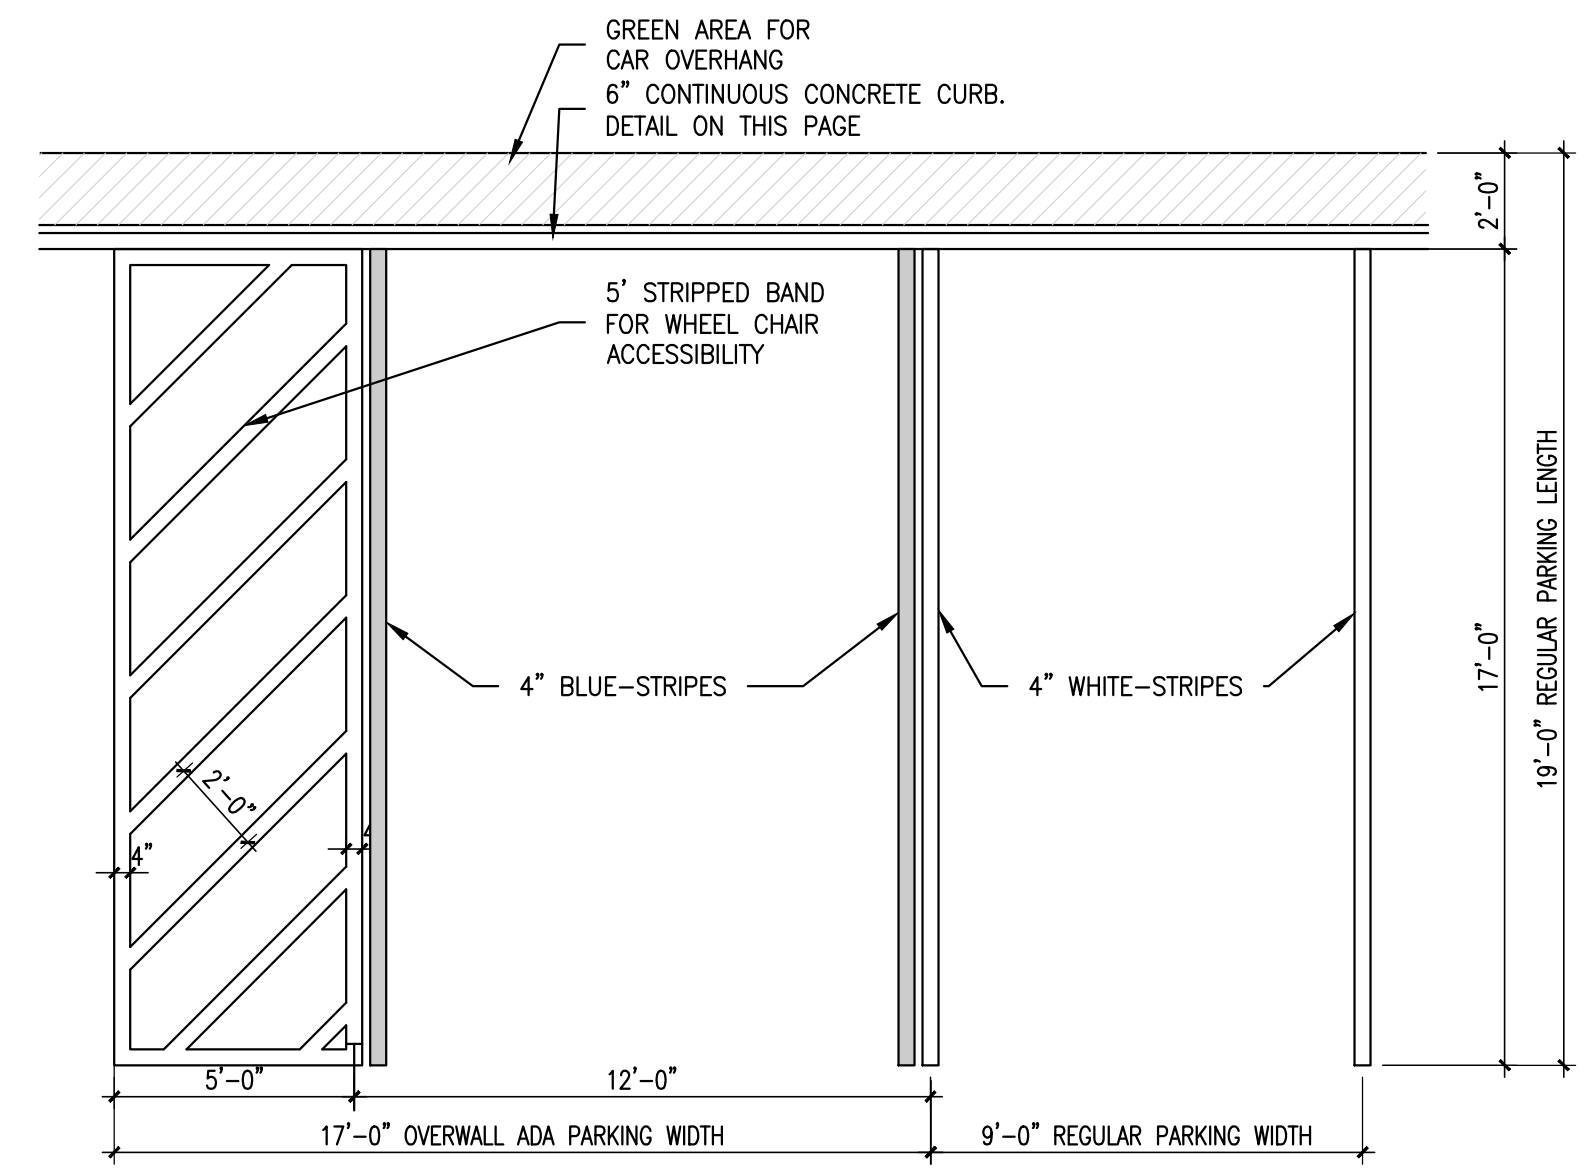 GREEN AREA FOR
CAR OVERHANG
6” CONTINUOUS CONCRETE CURB.
DETAIL ON THIS PAGE
2’-0”
5’ STRIPPED BAND
FOR WHEEL CHAIR
ACCESSIBILITY
19’-0” REGULAR PARKING LENGTH
17’-0”
4” BLUE-STRIPES
4” WHITE-STRIPES
2’-0”
4”
5’-0”
12’-0”
17’-0” OVERWALL ADA PARKING WIDTH
9’-0” REGULAR PARKING WIDTH